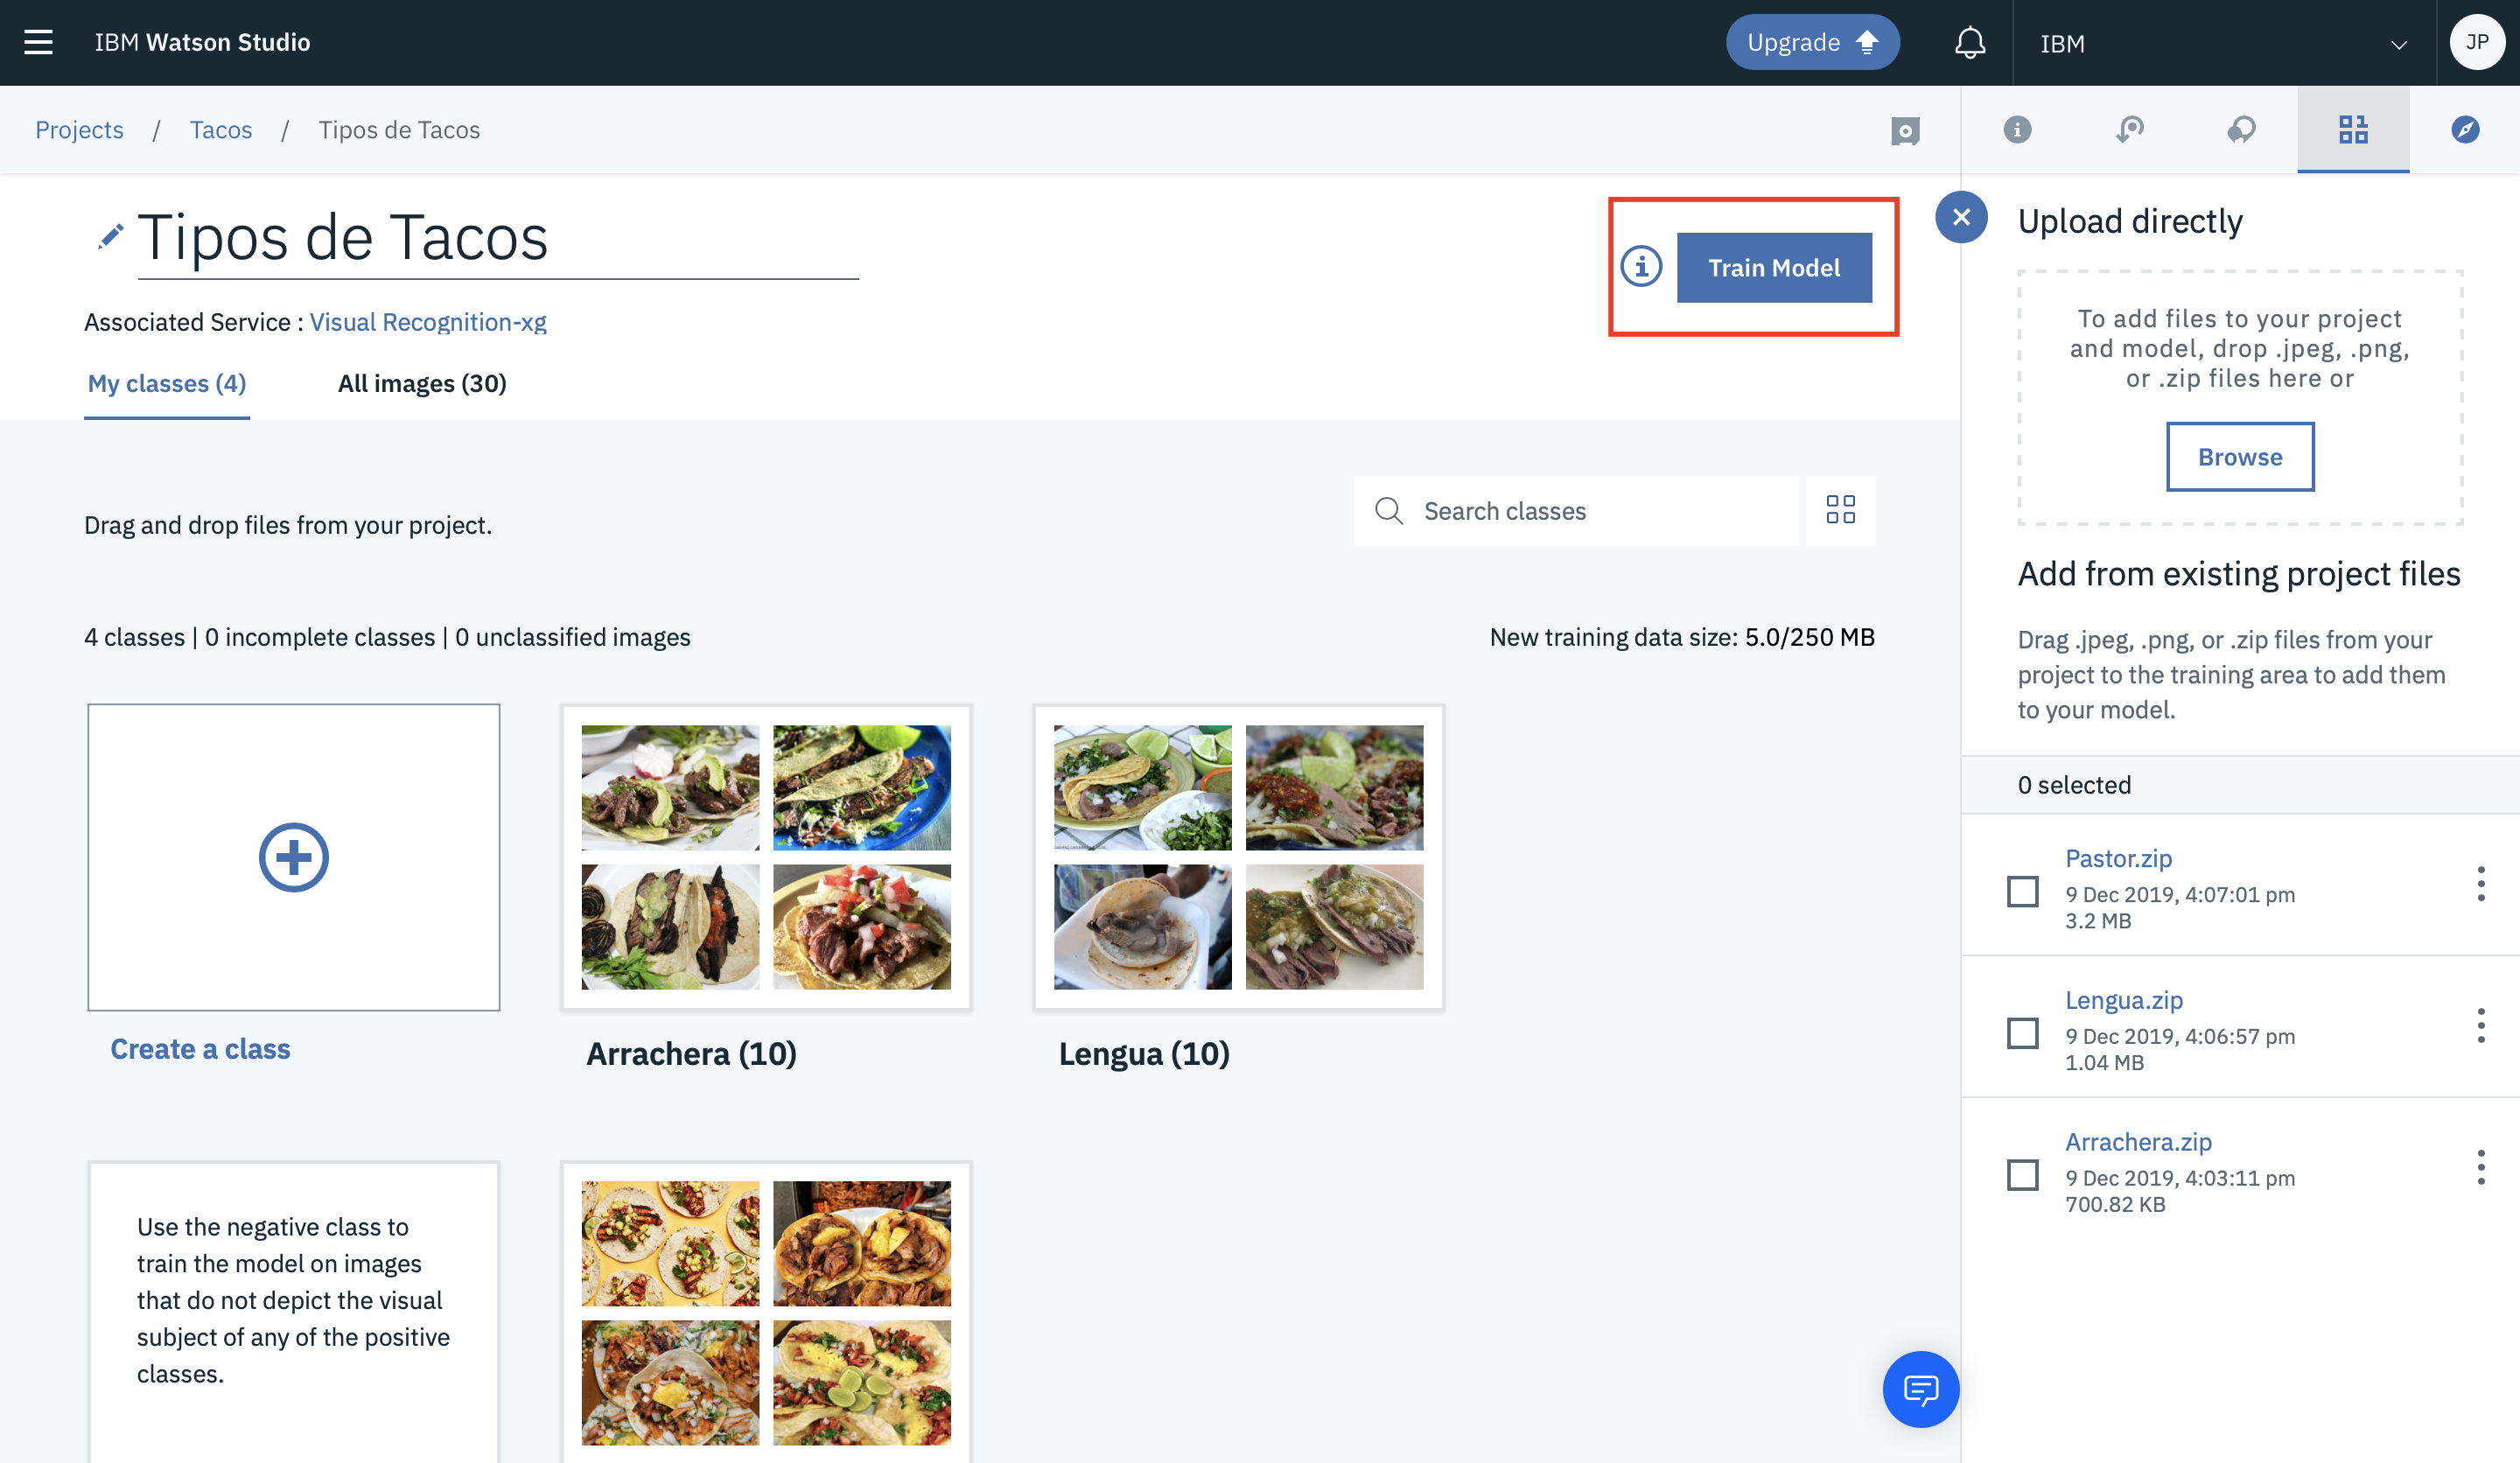 IBM Watson Studio
Upgrade
IBM
JP
Projects / Tacos / Tipos de Tacos
Tipos de Tacos
Train Model
Associated Service : Visual Recognition-xg
My classes (4)
All images (30)
Drag and drop files from your project.
Search classes
4 classes | 0 incomplete classes | 0 unclassified images
New training data size: 5.0/250 MB
Create a class
Arrachera (10)
Lengua (10)
Use the negative class to
train the model on images
that do not depict the visual
subject of any of the positive
classes.
Upload directly
To add files to your project
and model, drop .jpeg, .png,
or .zip files here or
Browse
Add from existing project files
Drag .jpeg, .png, or .zip files from your
project to the training area to add them
to your model.
0 selected
Pastor.zip
9 Dec 2019, 4:07:01 pm
3.2 MB
Lengua.zip
9 Dec 2019, 4:06:57 pm
1.04 MB
Arrachera.zip
9 Dec 2019, 4:03:11 pm
700.82 KB